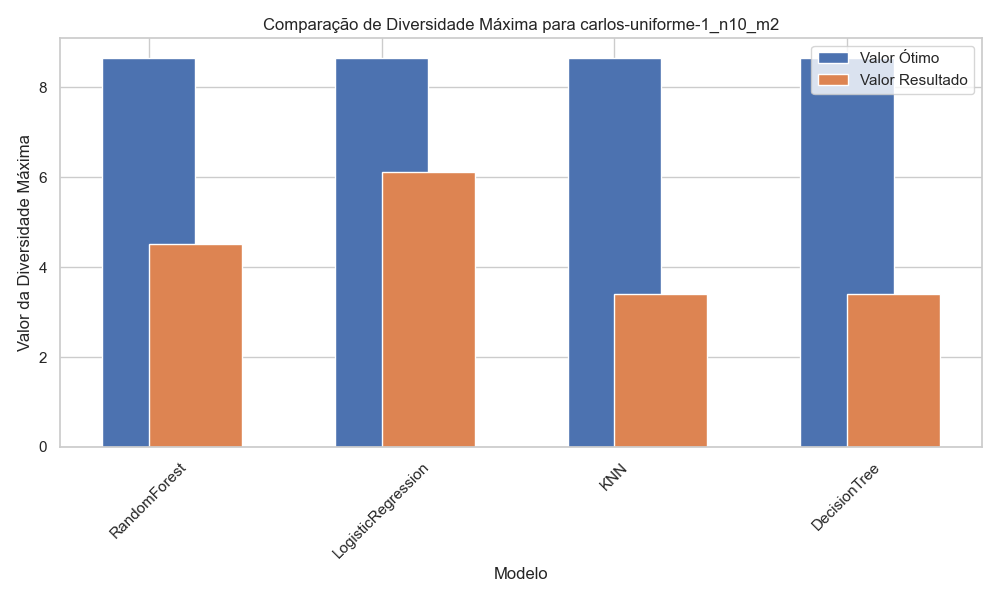 Comparação de Diversidade Máxima para carlos-uniforme-1_n10_m2
Valor Ótimo
Valor Resultado
Valor da Diversidade Máxima
8
6
4
2
0
RandomForest
LogisticRegression
KNN
DecisionTree
Modelo